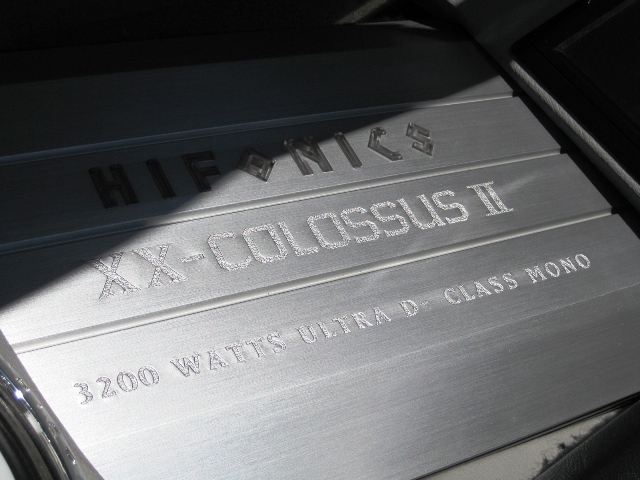 HIFONICS
XX-COLOSSUS II
3200 WATTS ULTRA D- CLASS MONO